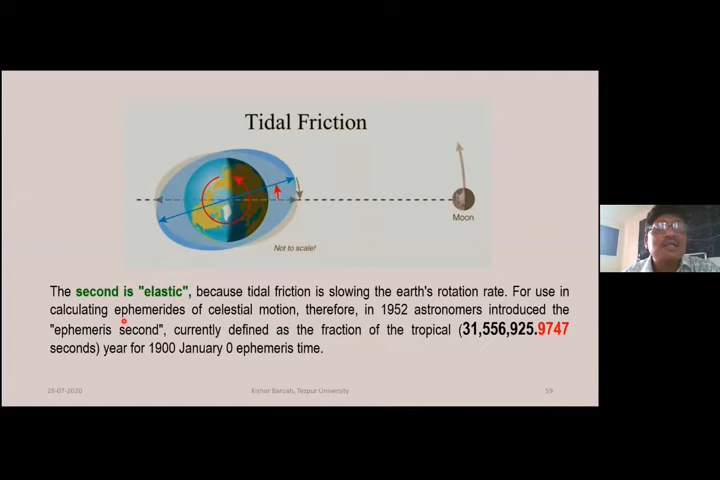 Tidal Friction
Moon
Not to scale!
The second is "elastic", because tidal friction is slowing the earth's rotation rate. For use in
calculating ephemerides of celestial motion, therefore, in 1952 astronomers introduced the
"ephemeris second", currently defined as the fraction of the tropical (31,556,925.9747
seconds) year for 1900 January 0 ephemeris time.
28-07-2020
Kishor Baruah, Tezpur University
59